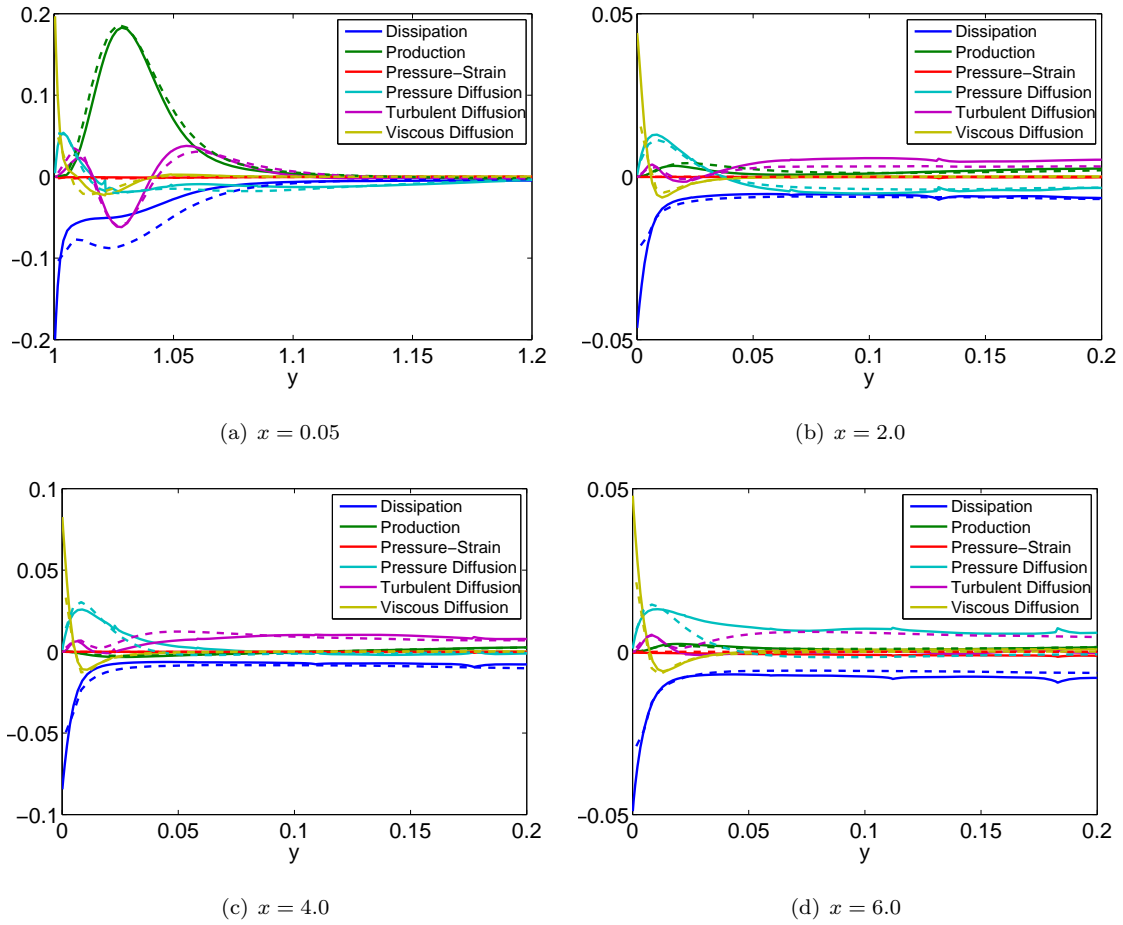 0.2
0.1
0
−0.1
−0.2
1
1.05
1.1
1.15
1.2
y
Dissipation
Production
Pressure−Strain
Pressure Diffusion
Turbulent Diffusion
Viscous Diffusion
(a) x = 0.05
0.05
0
−0.05
0
0.05
0.1
0.15
0.2
y
Dissipation
Production
Pressure−Strain
Pressure Diffusion
Turbulent Diffusion
Viscous Diffusion
(b) x = 2.0
0.1
0.05
0
−0.05
−0.1
0
0.05
0.1
0.15
0.2
y
Dissipation
Production
Pressure−Strain
Pressure Diffusion
Turbulent Diffusion
Viscous Diffusion
(c) x = 4.0
0.05
0
−0.05
0
0.05
0.1
0.15
0.2
y
Dissipation
Production
Pressure−Strain
Pressure Diffusion
Turbulent Diffusion
Viscous Diffusion
(d) x = 6.0